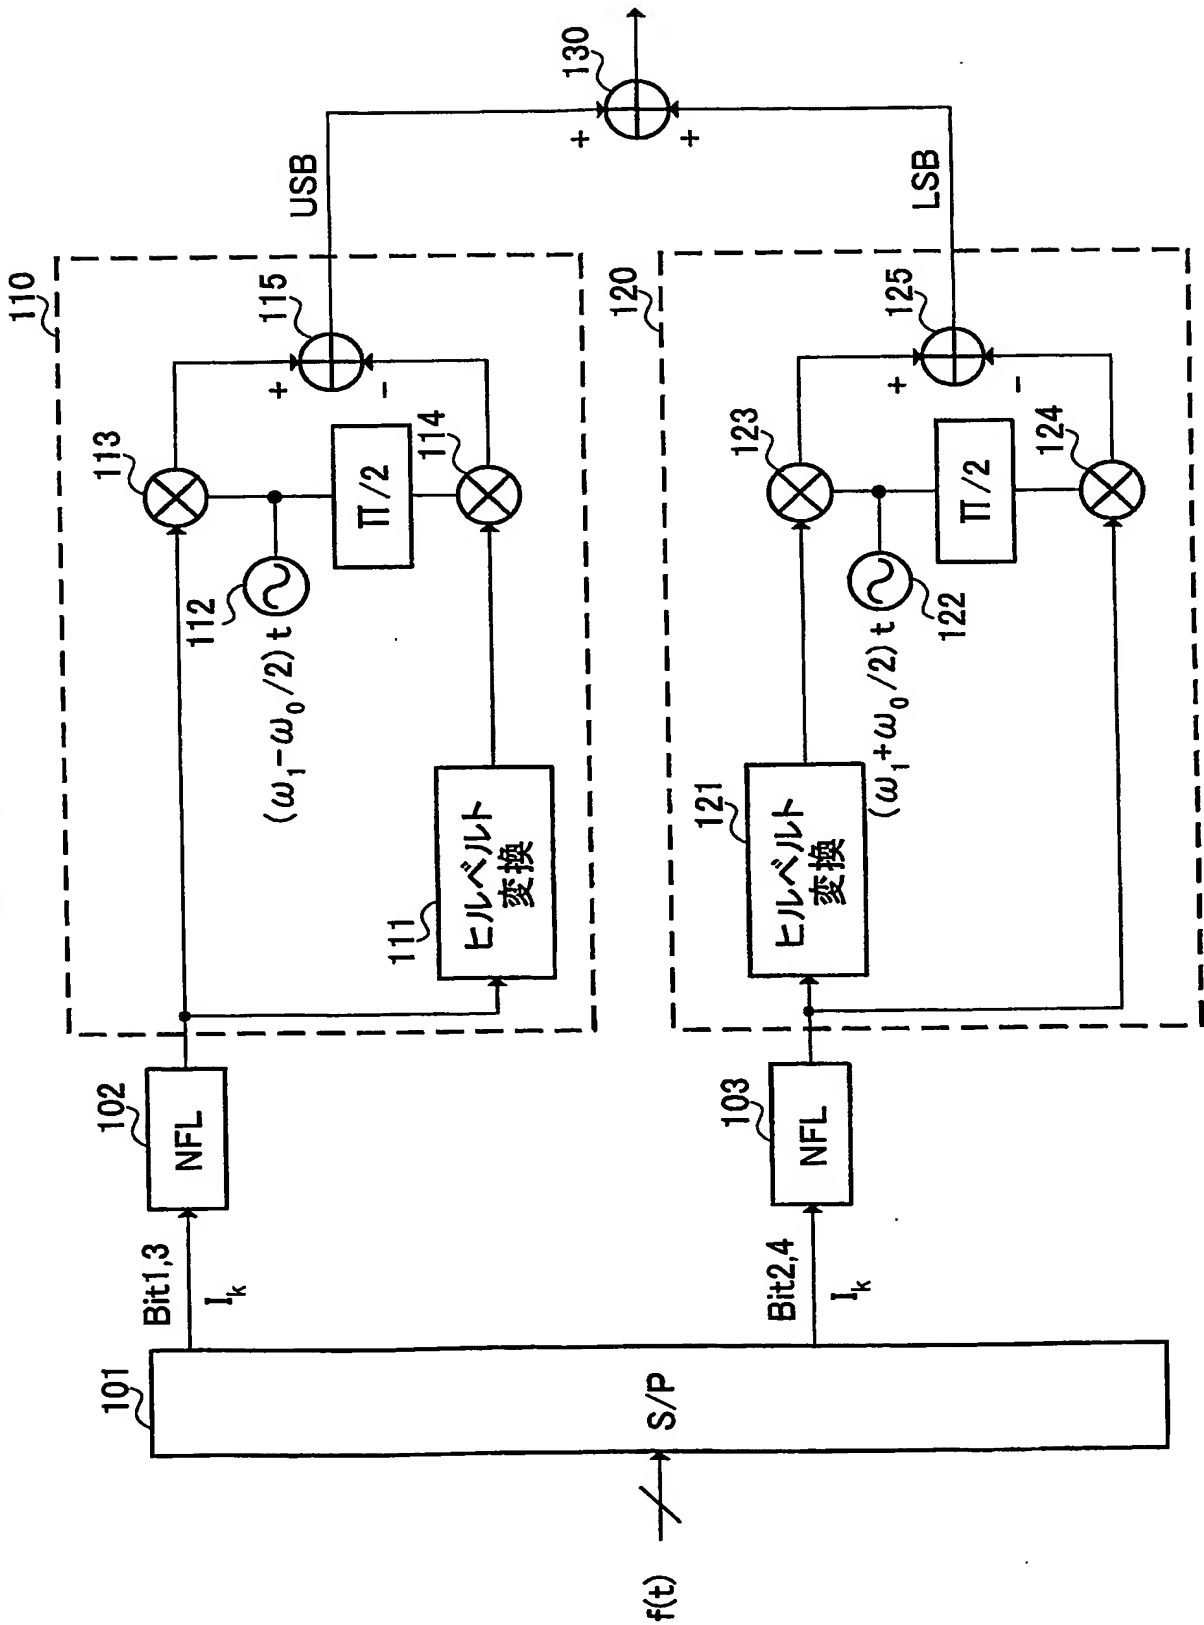 f(t)
101
S/P
Bit1,3
I_k
Bit2,4
I_k
102
NFL
103
NFL
110
111
ヒルベルト
変換
112
(ω₁−ω₀/2)t
113
Π/2
114
115
+
-
USB
120
121
ヒルベルト
変換
122
(ω₁+ω₀/2)t
123
Π/2
124
125
+
-
LSB
130
+
+